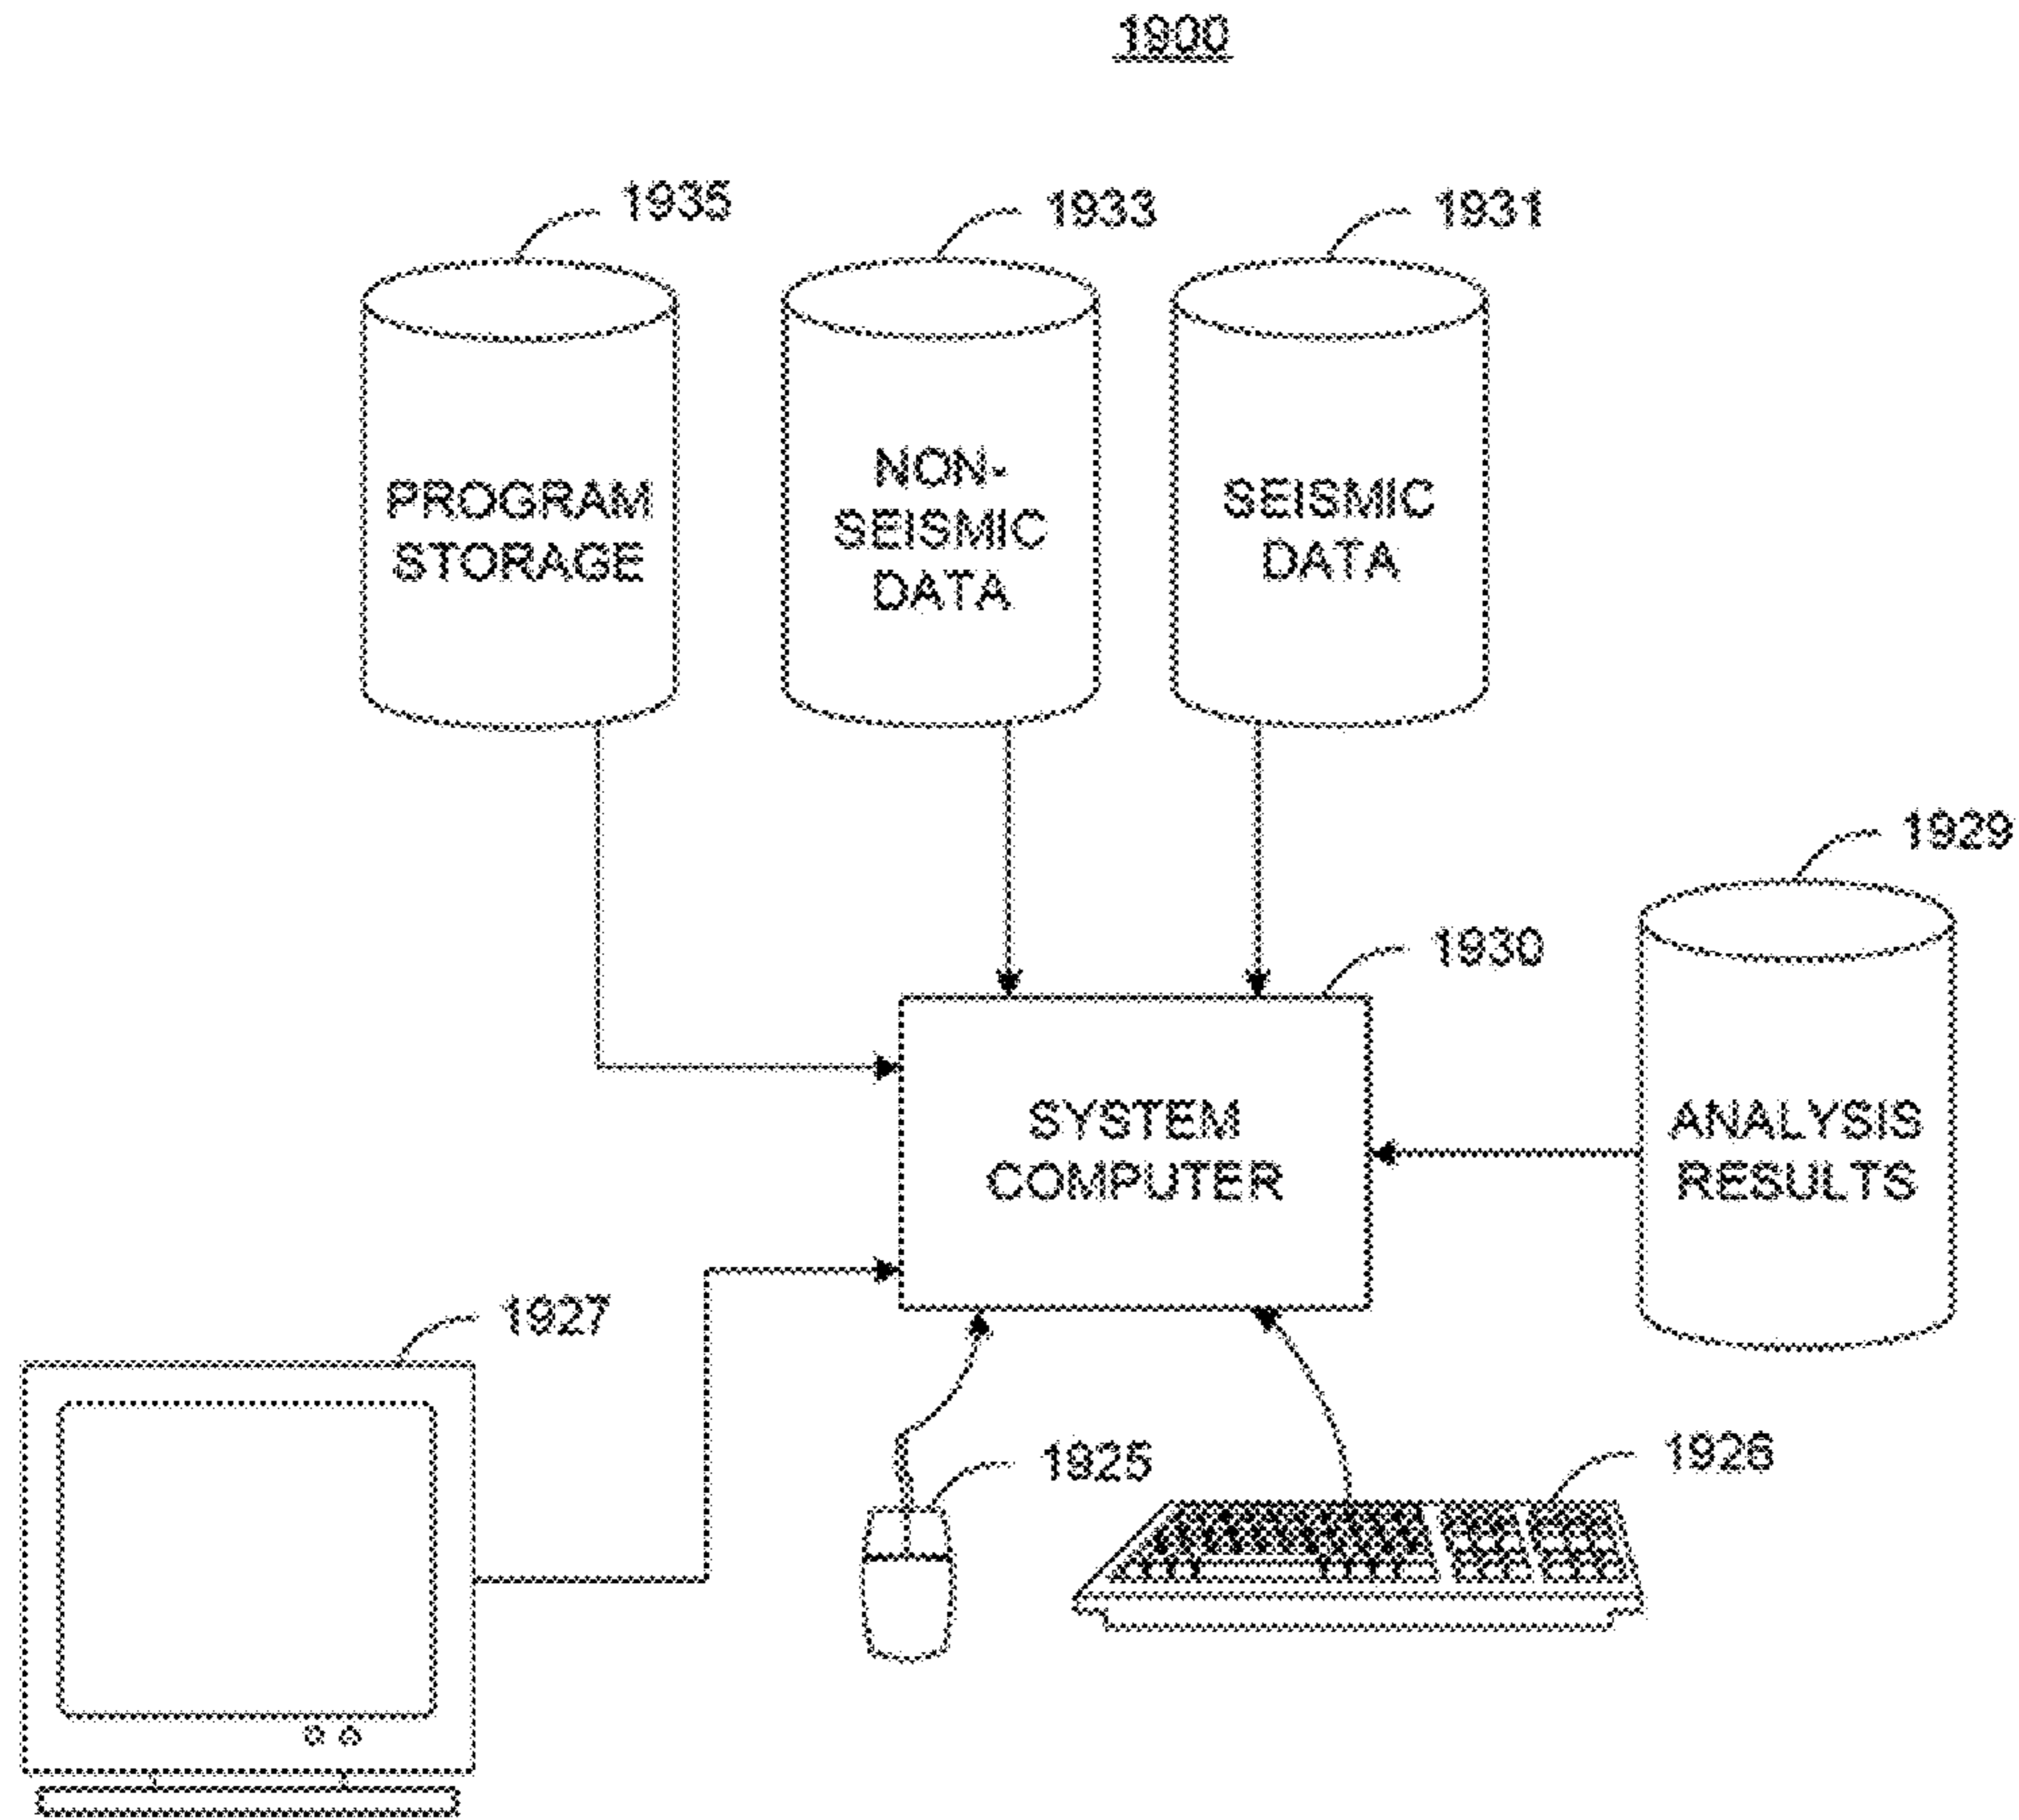 1900
1935
1933
1931
PROGRAM
STORAGE
NON-
SEISMIC
DATA
SEISMIC
DATA
1929
1930
SYSTEM
COMPUTER
ANALYSIS
RESULTS
1927
1925
1926